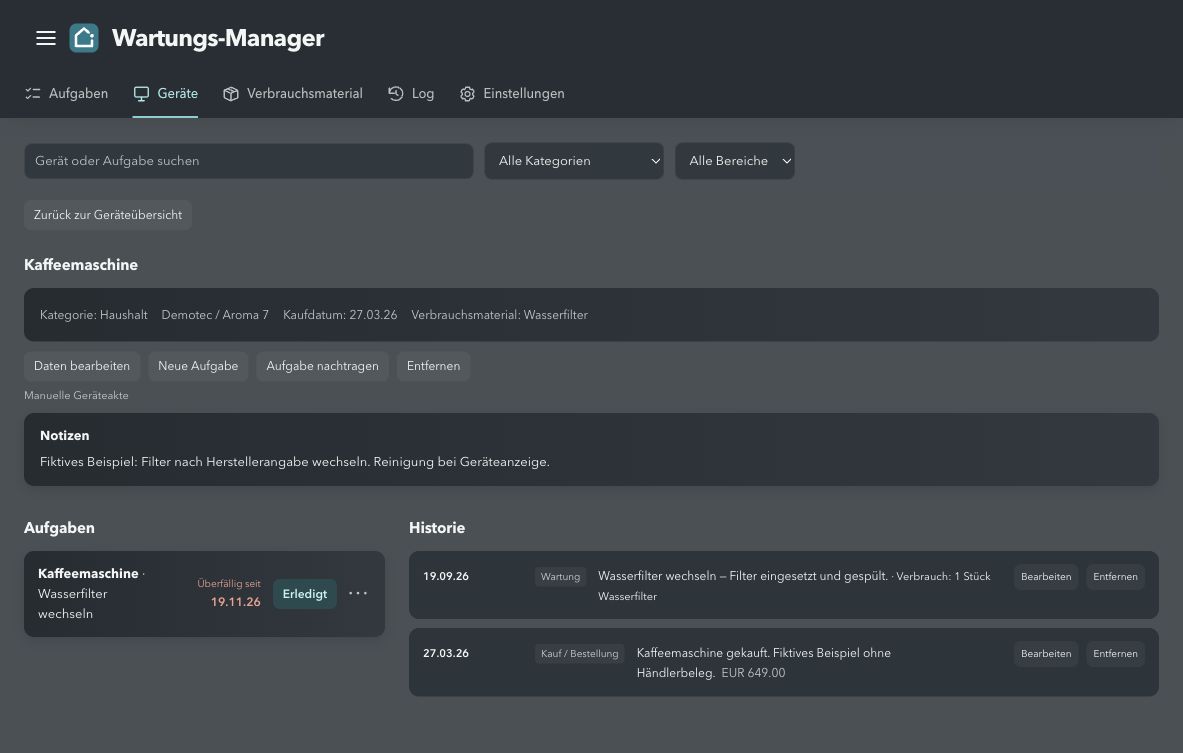 Wartungs-Manager
Aufgaben
Geräte
Verbrauchsmaterial
Log
Einstellungen
Gerät oder Aufgabe suchen
Alle Kategorien
Alle Bereiche
Zurück zur Geräteübersicht
Kaffeemaschine
Kategorie: Haushalt Demotec / Aroma 7 Kaufdatum: 27.03.26 Verbrauchsmaterial: Wasserfilter
Daten bearbeiten
Neue Aufgabe
Aufgabe nachtragen
Entfernen
Manuelle Geräteakte
Notizen
Fiktives Beispiel: Filter nach Herstellerangabe wechseln. Reinigung bei Geräteanzeige.
Aufgaben
Kaffeemaschine ·
Wasserfilter
wechseln
Überfällig seit
19.11.26
Erledigt
···
Historie
19.09.26
Wartung
Wasserfilter wechseln – Filter eingesetzt und gespült. · Verbrauch: 1 Stück
Wasserfilter
Bearbeiten
Entfernen
27.03.26
Kauf / Bestellung
Kaffeemaschine gekauft. Fiktives Beispiel ohne
Händlerbeleg. EUR 649.00
Bearbeiten
Entfernen